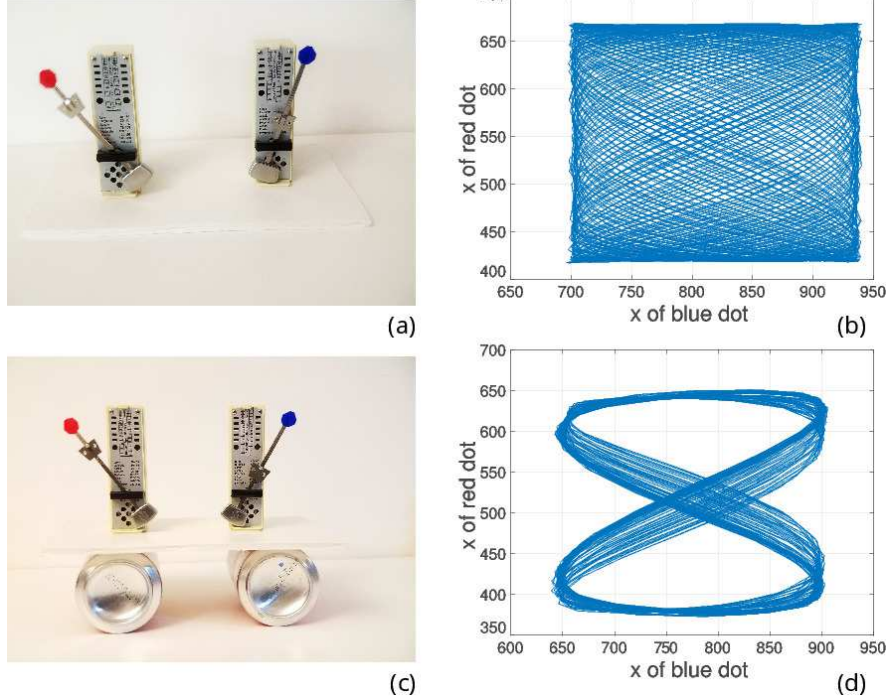 650
600
550
500
450
400
x of red dot
650 700 750 800 850 900 950
x of blue dot
(a)
(b)
700
650
600
550
500
450
400
350
x of red dot
600 650 700 750 800 850 900 950
x of blue dot
(c)
(d)